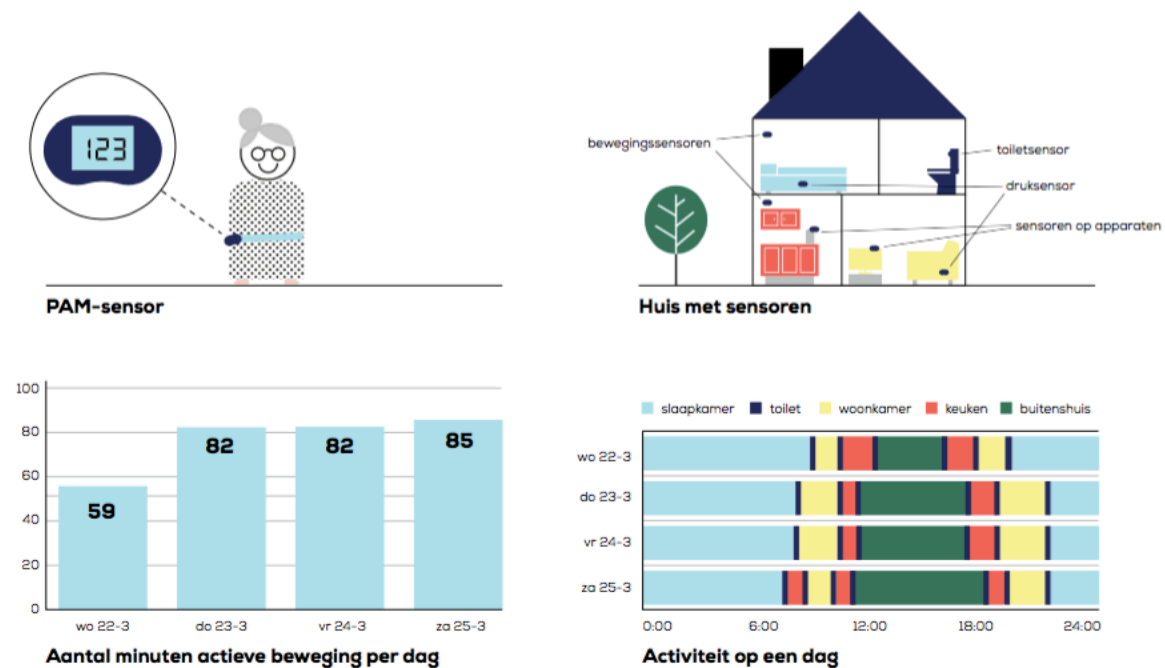 123
PAM-sensor
bewegingssensoren
toiletsensor
druksensor
sensoren op apparaten
Huis met sensoren
100
80
60
40
20
0
59
82
82
85
wo 22-3
do 23-3
vr 24-3
za 25-3
Aantal minuten actieve beweging per dag
slaapkamer toilet woonkamer keuken buitenshuis
wo 22-3
do 23-3
vr 24-3
za 25-3
0:00 6:00 12:00 18:00 24:00
Activiteit op een dag